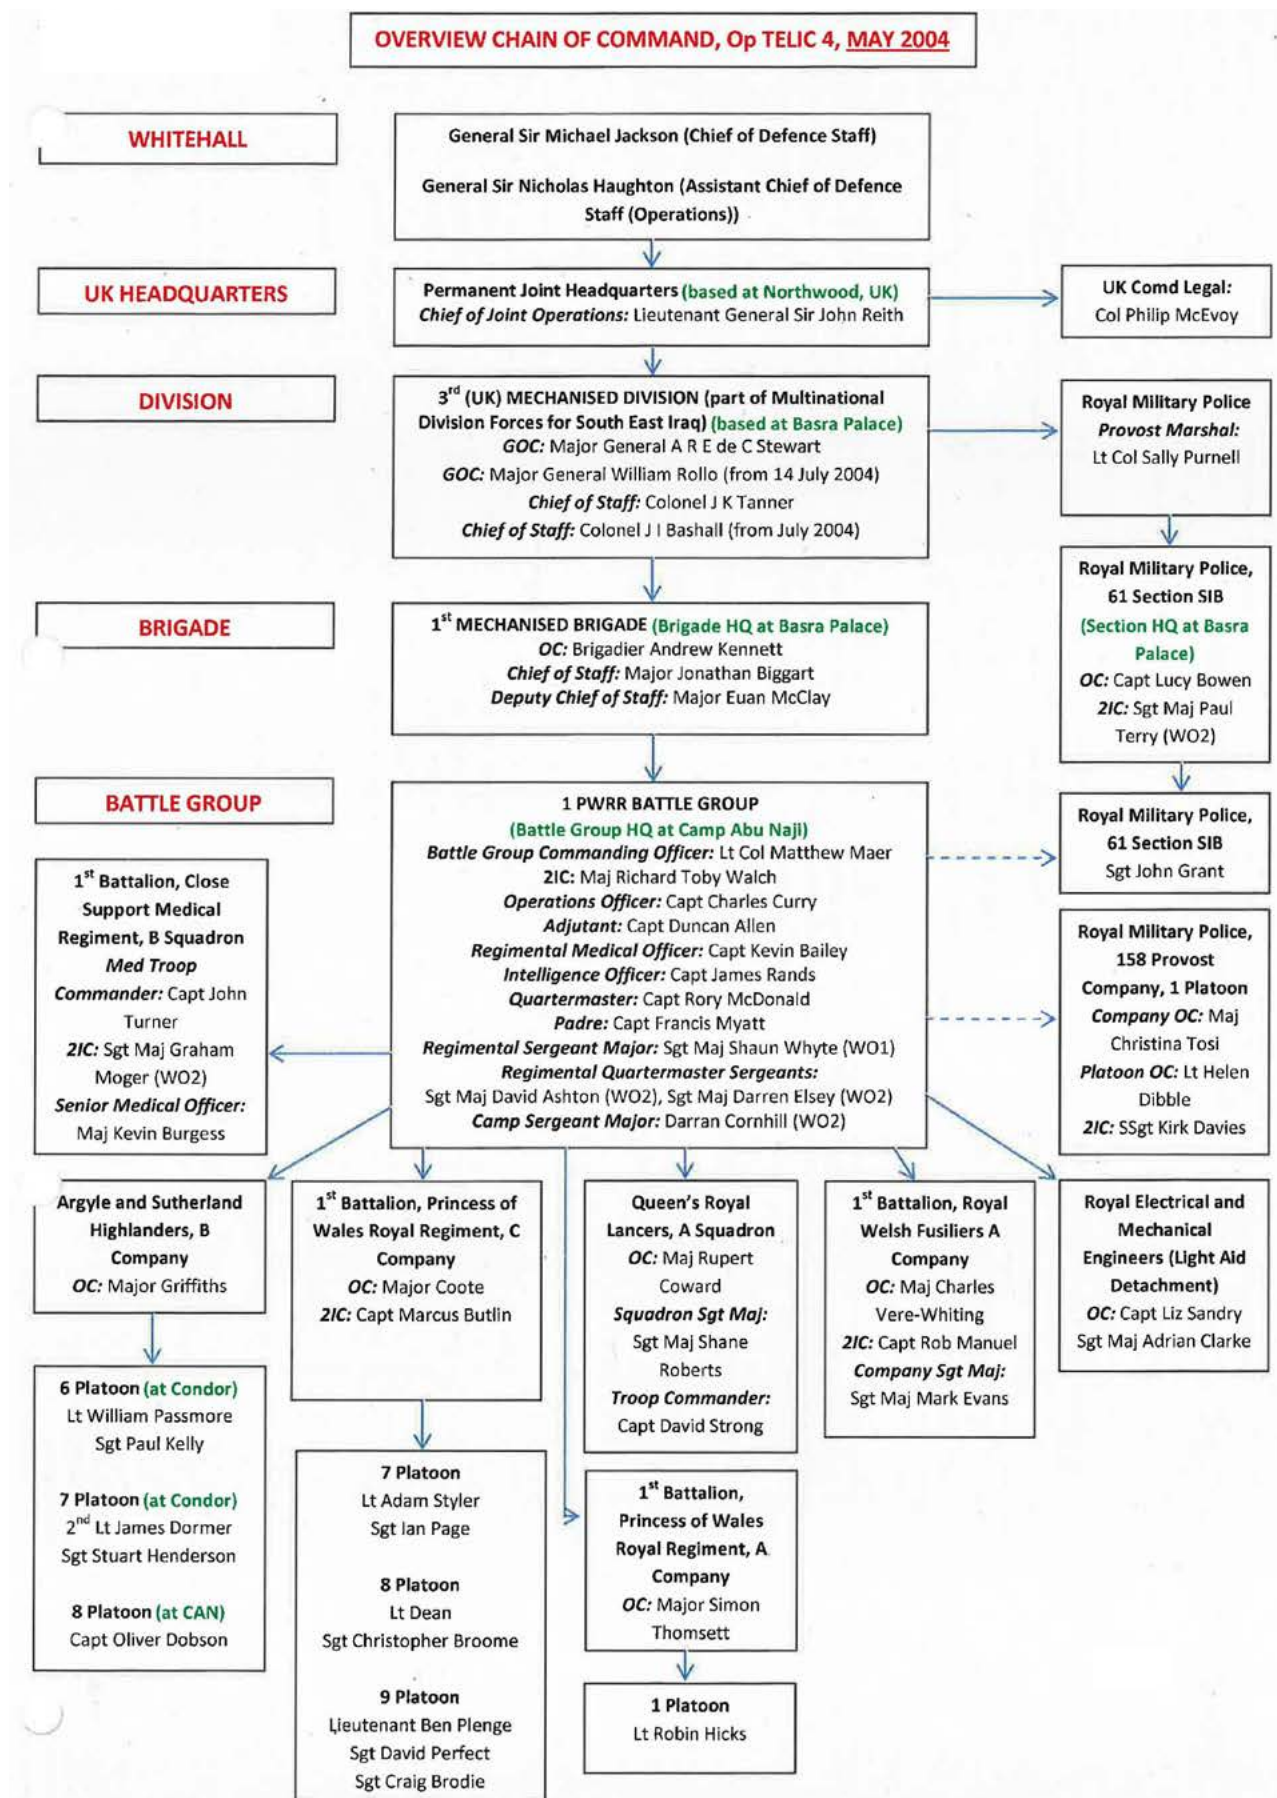 OVERVIEW CHAIN OF COMMAND, Op TELIC 4, MAY 2004
WHITEHALL
General Sir Michael Jackson (Chief of Defence Staff)
General Sir Nicholas Haughton (Assistant Chief of Defence
Staff (Operations))
UK HEADQUARTERS
Permanent Joint Headquarters (based at Northwood, UK)
Chief of Joint Operations: Lieutenant General Sir John Reith
UK Comd Legal:
Col Philip McEvoy
DIVISION
3rd (UK) MECHANISED DIVISION (part of Multinational
Division Forces for South East Iraq) (based at Basra Palace)
GOC: Major General A R E de C Stewart
GOC: Major General William Rollo (from 14 July 2004)
Chief of Staff: Colonel J K Tanner
Chief of Staff: Colonel J I Bashall (from July 2004)
Royal Military Police
Provost Marshal:
Lt Col Sally Purnell
Royal Military Police,
61 Section SIB
(Section HQ at Basra
Palace)
OC: Capt Lucy Bowen
2IC: Sgt Maj Paul
Terry (WO2)
BRIGADE
1st MECHANISED BRIGADE (Brigade HQ at Basra Palace)
OC: Brigadier Andrew Kennett
Chief of Staff: Major Jonathan Biggart
Deputy Chief of Staff: Major Euan McClay
BATTLE GROUP
1 PWRR BATTLE GROUP
(Battle Group HQ at Camp Abu Naji)
Battle Group Commanding Officer: Lt Col Matthew Maer
2IC: Maj Richard Toby Walch
Operations Officer: Capt Charles Curry
Adjutant: Capt Duncan Allen
Regimental Medical Officer: Capt Kevin Bailey
Intelligence Officer: Capt James Rands
Quartermaster: Capt Rory McDonald
Padre: Capt Francis Myatt
Regimental Sergeant Major: Sgt Maj Shaun Whyte (WO1)
Regimental Quartermaster Sergeants:
Sgt Maj David Ashton (WO2), Sgt Maj Darren Elsey (WO2)
Camp Sergeant Major: Darran Cornhill (WO2)
Royal Military Police,
61 Section SIB
Sgt John Grant
Royal Military Police,
158 Provost
Company, 1 Platoon
Company OC: Maj
Christina Tosi
Platoon OC: Lt Helen
Dibble
2IC: SSgt Kirk Davies
1st Battalion, Close
Support Medical
Regiment, B Squadron
Med Troop
Commander: Capt John
Turner
2IC: Sgt Maj Graham
Moger (WO2)
Senior Medical Officer:
Maj Kevin Burgess
Argyle and Sutherland
Highlanders, B
Company
OC: Major Griffiths
1st Battalion, Princess of
Wales Royal Regiment, C
Company
OC: Major Coote
2IC: Capt Marcus Butlin
Queen's Royal
Lancers, A Squadron
OC: Maj Rupert
Coward
Squadron Sgt Maj:
Sgt Maj Shane
Roberts
Troop Commander:
Capt David Strong
1st Battalion, Royal
Welsh Fusiliers A
Company
OC: Maj Charles
Vere-Whiting
2IC: Capt Rob Manuel
Company Sgt Maj:
Sgt Maj Mark Evans
Royal Electrical and
Mechanical
Engineers (Light Aid
Detachment)
OC: Capt Liz Sandry
Sgt Maj Adrian Clarke
6 Platoon (at Condor)
Lt William Passmore
Sgt Paul Kelly
7 Platoon (at Condor)
2nd Lt James Dormer
Sgt Stuart Henderson
8 Platoon (at CAN)
Capt Oliver Dobson
7 Platoon
Lt Adam Styler
Sgt Ian Page
8 Platoon
Lt Dean
Sgt Christopher Broome
9 Platoon
Lieutenant Ben Plenge
Sgt David Perfect
Sgt Craig Brodie
1st Battalion,
Princess of Wales
Royal Regiment, A
Company
OC: Major Simon
Thomsett
1 Platoon
Lt Robin Hicks